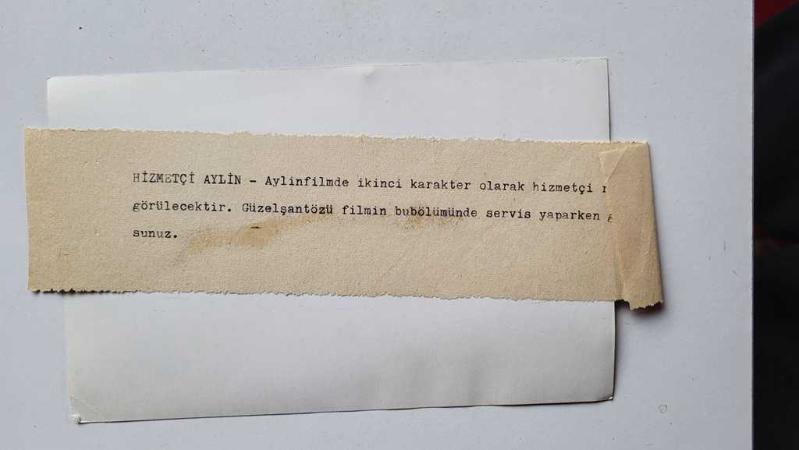 HİZMETÇİ AYLİN - Aylinfilmde ikinci karakter olarak hizmetçi
görülecektir. Güzelşantözü filmin bubölümünde servis yaparken
sunuz.